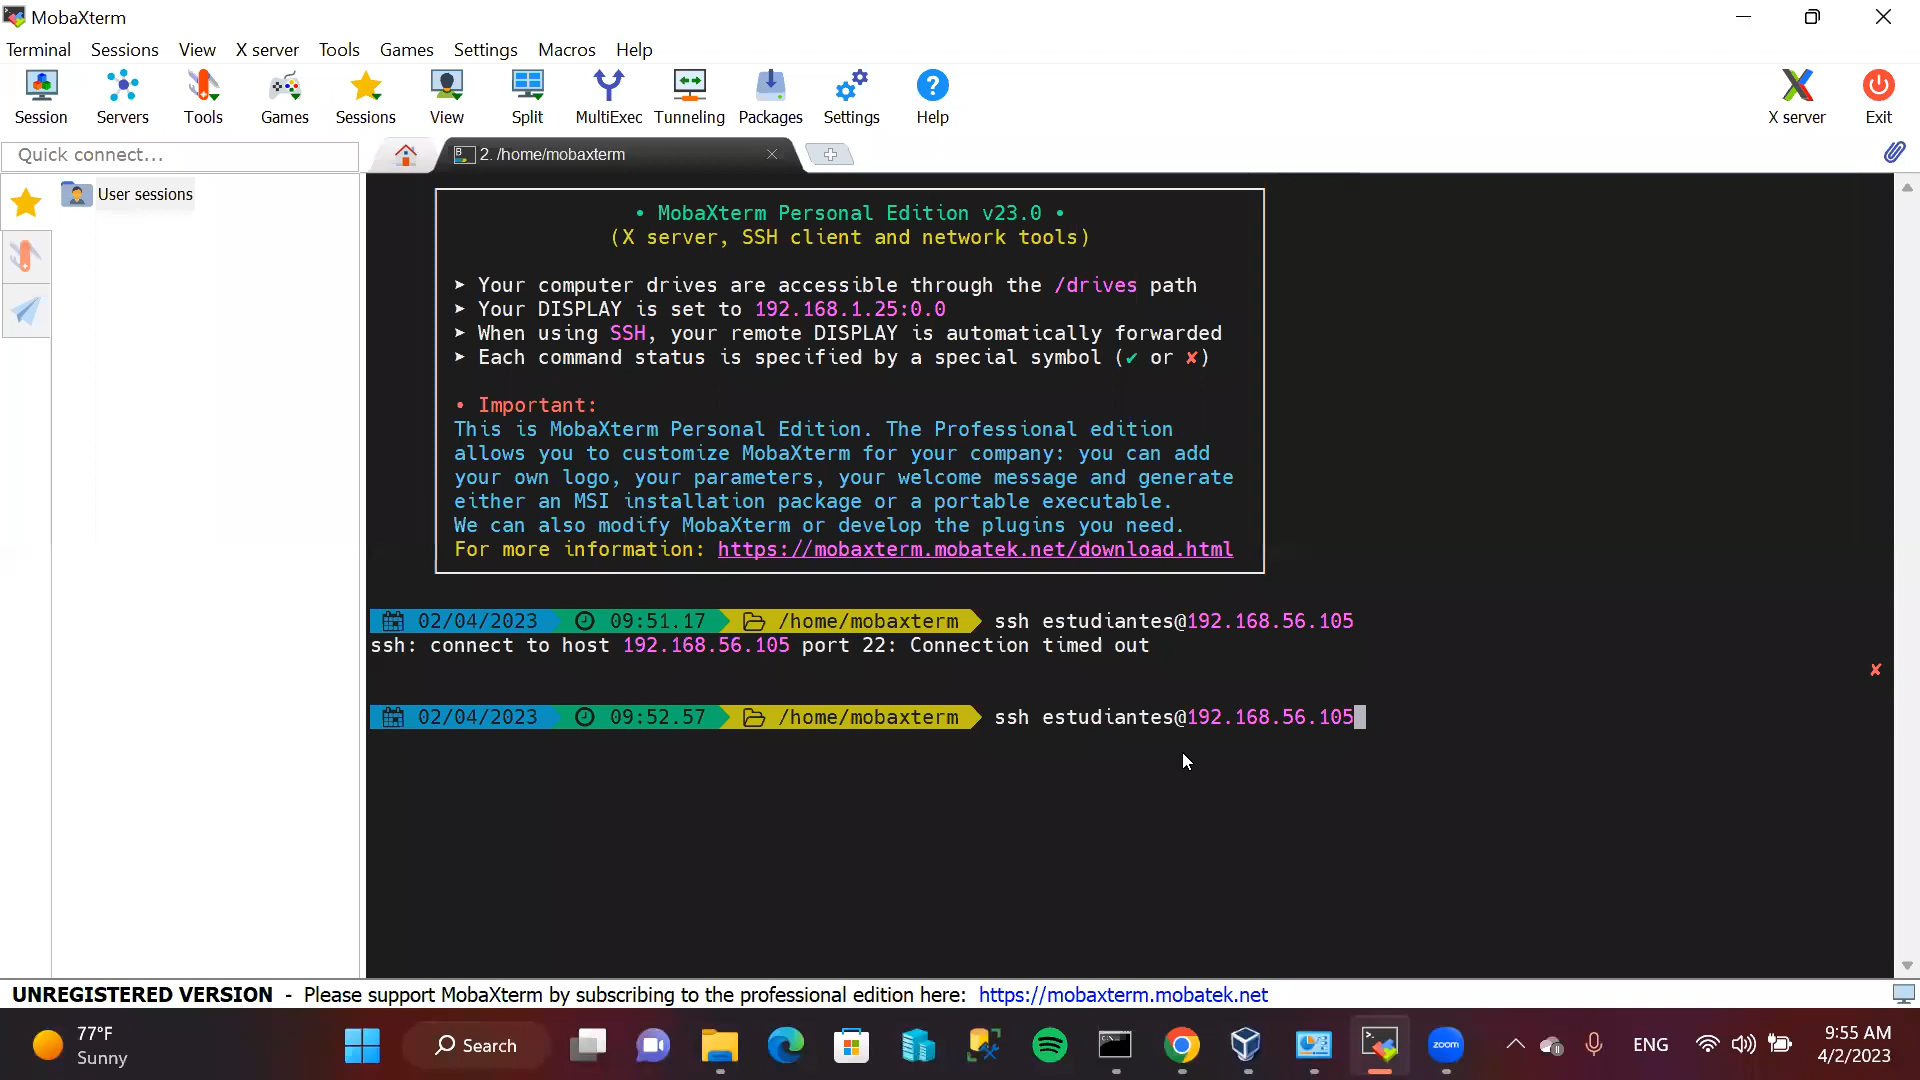 MobaXterm
Terminal Sessions View X server Tools Games Settings Macros Help
Session Servers Tools Games Sessions View Split MultiExec Tunneling Packages Settings Help X server Exit
Quick connect...
2. /home/mobaxterm
User sessions
• MobaXterm Personal Edition v23.0 •
(X server, SSH client and network tools)
➤ Your computer drives are accessible through the /drives path
➤ Your DISPLAY is set to 192.168.1.25:0.0
➤ When using SSH, your remote DISPLAY is automatically forwarded
➤ Each command status is specified by a special symbol (✔ or ✘)
• Important:
This is MobaXterm Personal Edition. The Professional edition
allows you to customize MobaXterm for your company: you can add
your own logo, your parameters, your welcome message and generate
either an MSI installation package or a portable executable.
We can also modify MobaXterm or develop the plugins you need.
For more information: https://mobaxterm.mobatek.net/download.html
02/04/2023 09:51.17 /home/mobaxterm ssh estudiantes@192.168.56.105
ssh: connect to host 192.168.56.105 port 22: Connection timed out
✘
02/04/2023 09:52.57 /home/mobaxterm ssh estudiantes@192.168.56.105
UNREGISTERED VERSION - Please support MobaXterm by subscribing to the professional edition here: https://mobaxterm.mobatek.net
77°F
Sunny
Search
zoom
ENG
9:55 AM
4/2/2023